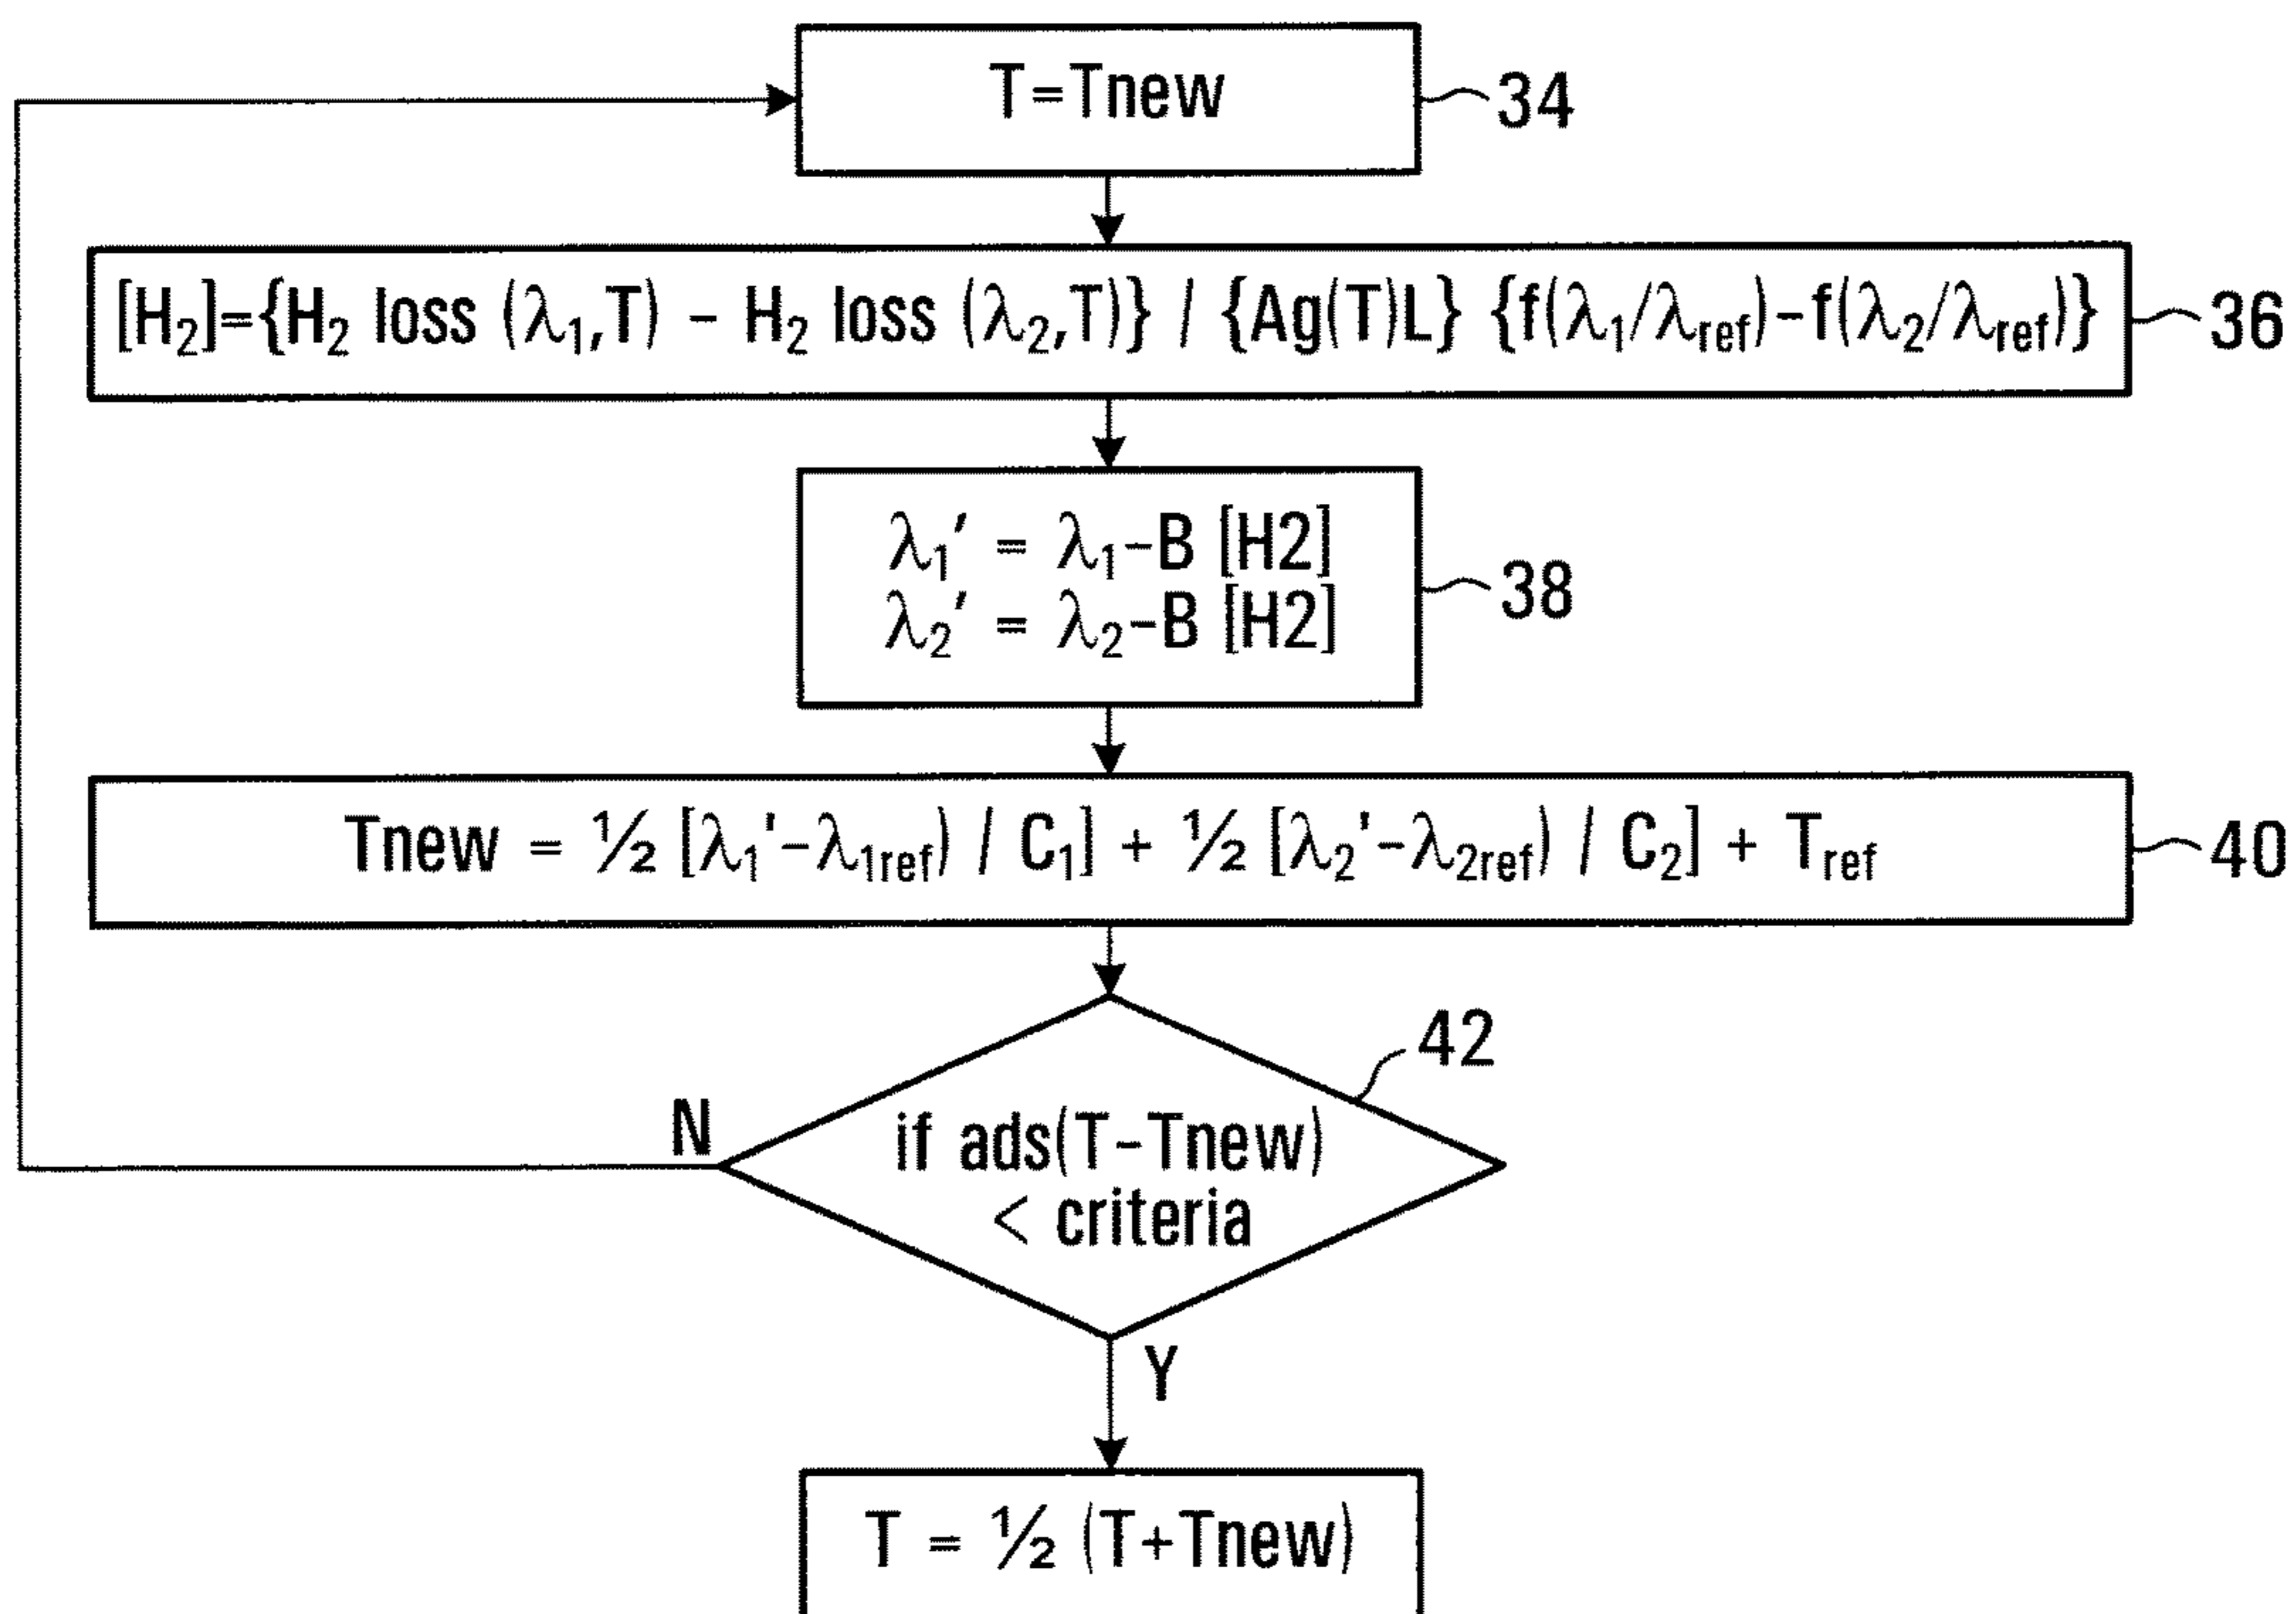 T=Tnew
34
[H₂]={H₂ loss (λ₁,T) - H₂ loss (λ₂,T)} / {Ag(T)L} {f(λ₁/λref)-f(λ₂/λref)}
36
λ₁' = λ₁-B [H2]
λ₂' = λ₂-B [H2]
38
Tnew = ½ [λ₁'-λ1ref) / C₁] + ½ [λ₂'-λ2ref) / C₂] + Tref
40
42
N
if ads(T-Tnew)
< criteria
Y
T = ½ (T+Tnew)